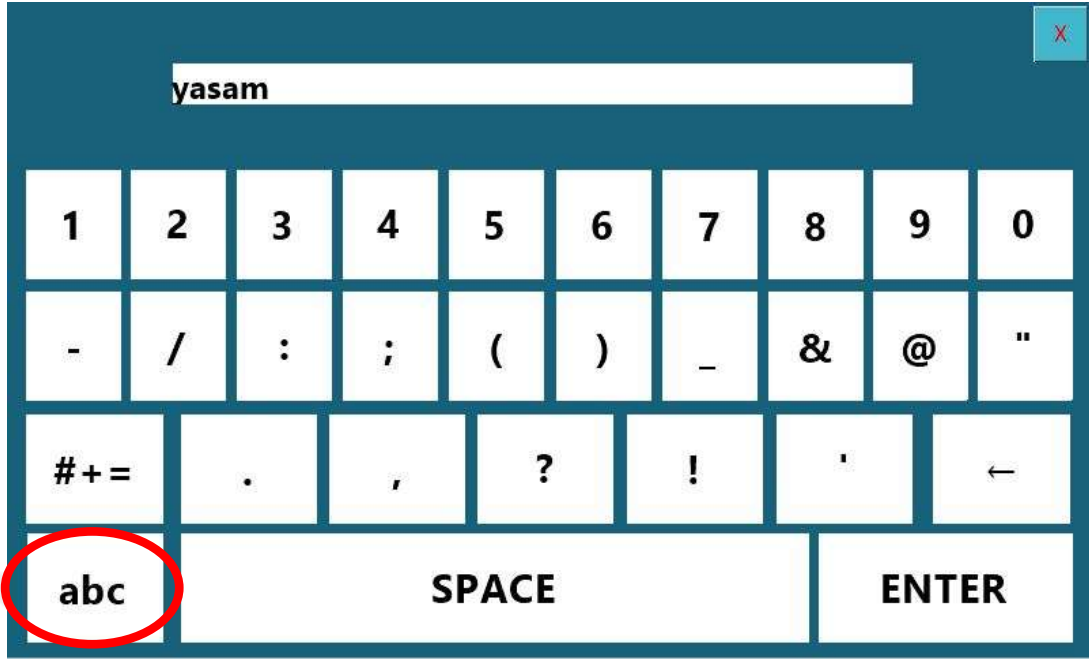 X
yasam
1 2 3 4 5 6 7 8 9 0
- / : ; ( ) _ & @ "
#+= . , ? ! ' ←
abc SPACE ENTER